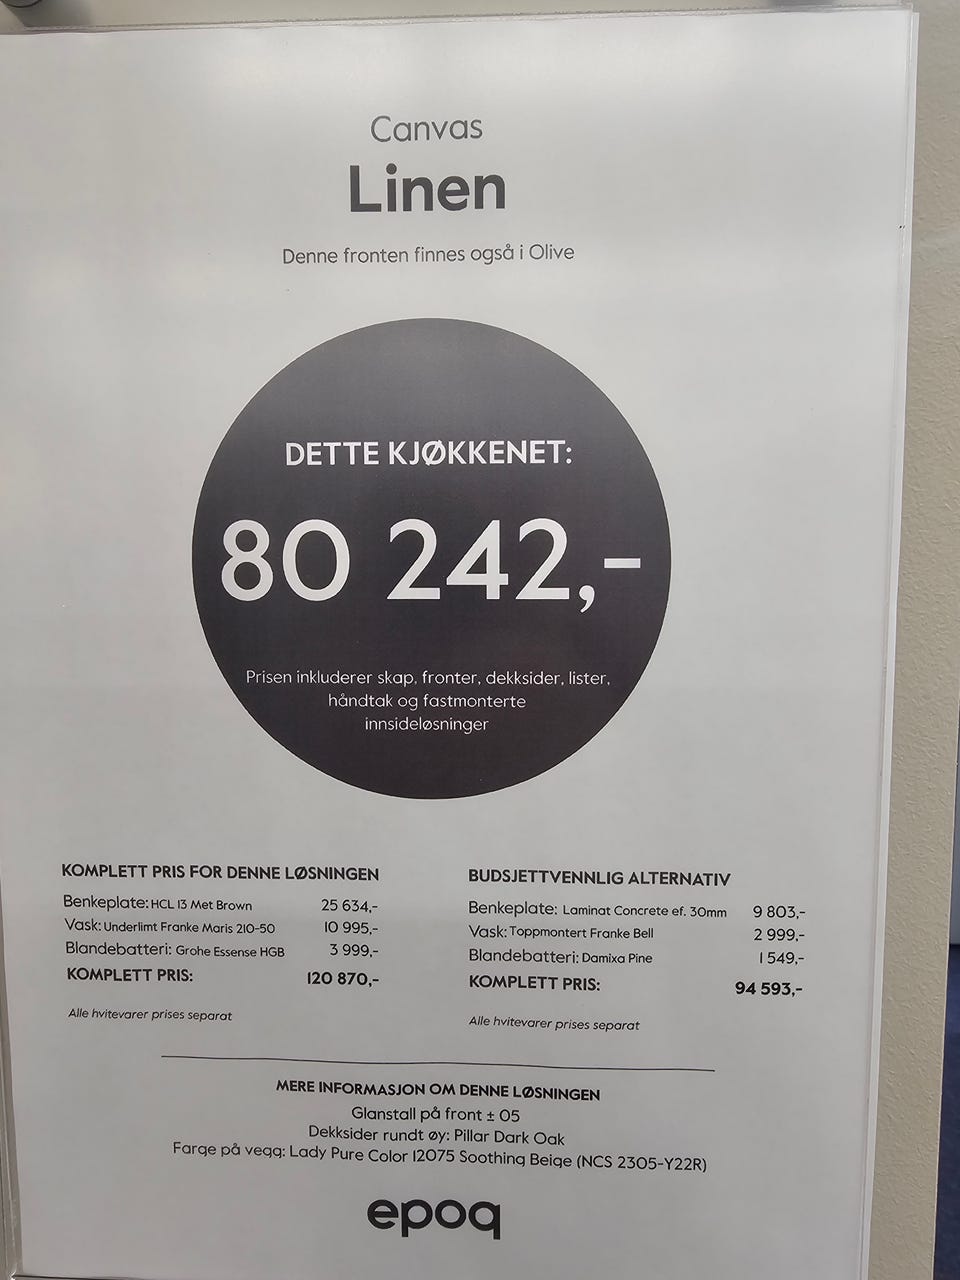 Canvas
Linen
Denne fronten finnes også i Olive
DETTE KJØKKENET:
80 242,-
Prisen inkluderer skap, fronter, dekksider, lister,
håndtak og fastmonterte
innsideløsninger
KOMPLETT PRIS FOR DENNE LØSNINGEN
Benkeplate: HCL 13 Met Brown 25 634,-
Vask: Underlimt Franke Maris 210-50 10 995,-
Blandebatteri: Grohe Essense HGB 3 999,-
KOMPLETT PRIS: 120 870,-
Alle hvitevarer prises separat
BUDSJETTVENNLIG ALTERNATIV
Benkeplate: Laminat Concrete ef. 30mm 9 803,-
Vask: Toppmontert Franke Bell 2 999,-
Blandebatteri: Damixa Pine 1 549,-
KOMPLETT PRIS: 94 593,-
Alle hvitevarer prises separat
MERE INFORMASJON OM DENNE LØSNINGEN
Glanstall på front ± 05
Dekksider rundt øy: Pillar Dark Oak
Farge på vegg: Lady Pure Color 12075 Soothing Beige (NCS 2305-Y22R)
epoq